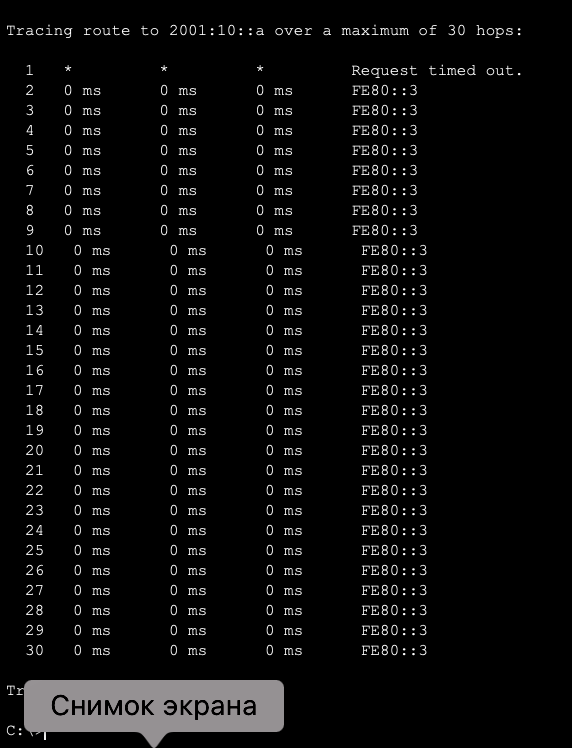 Tracing route to 2001:10::a over a maximum of 30 hops:
1 * * * Request timed out.
2 0 ms 0 ms 0 ms FE80::3
3 0 ms 0 ms 0 ms FE80::3
4 0 ms 0 ms 0 ms FE80::3
5 0 ms 0 ms 0 ms FE80::3
6 0 ms 0 ms 0 ms FE80::3
7 0 ms 0 ms 0 ms FE80::3
8 0 ms 0 ms 0 ms FE80::3
9 0 ms 0 ms 0 ms FE80::3
10 0 ms 0 ms 0 ms FE80::3
11 0 ms 0 ms 0 ms FE80::3
12 0 ms 0 ms 0 ms FE80::3
13 0 ms 0 ms 0 ms FE80::3
14 0 ms 0 ms 0 ms FE80::3
15 0 ms 0 ms 0 ms FE80::3
16 0 ms 0 ms 0 ms FE80::3
17 0 ms 0 ms 0 ms FE80::3
18 0 ms 0 ms 0 ms FE80::3
19 0 ms 0 ms 0 ms FE80::3
20 0 ms 0 ms 0 ms FE80::3
21 0 ms 0 ms 0 ms FE80::3
22 0 ms 0 ms 0 ms FE80::3
23 0 ms 0 ms 0 ms FE80::3
24 0 ms 0 ms 0 ms FE80::3
25 0 ms 0 ms 0 ms FE80::3
26 0 ms 0 ms 0 ms FE80::3
27 0 ms 0 ms 0 ms FE80::3
28 0 ms 0 ms 0 ms FE80::3
29 0 ms 0 ms 0 ms FE80::3
30 0 ms 0 ms 0 ms FE80::3
Снимок экрана
C:\>